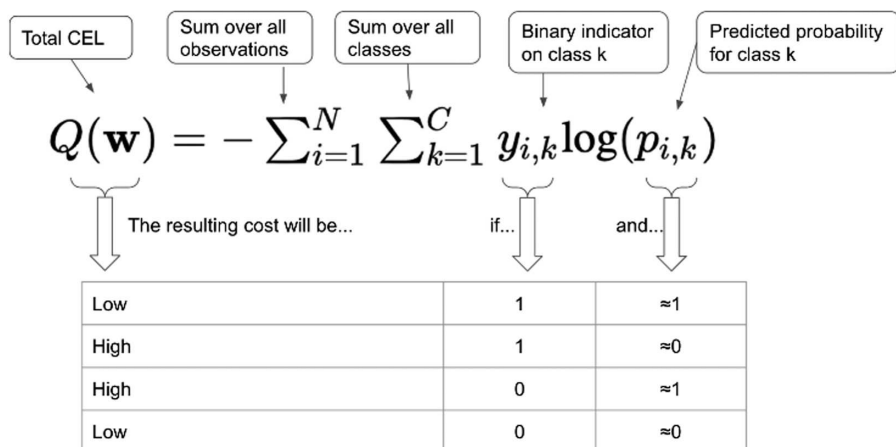 Total CEL
Sum over all
observations
Sum over all
classes
Binary indicator
on class k
Predicted probability
for class k
Q(𝐰) = − ∑_{i=1}^{N} ∑_{k=1}^{C} y_{i,k}log(p_{i,k})
The resulting cost will be... if... and...
Low 1 ≈1
High 1 ≈0
High 0 ≈1
Low 0 ≈0